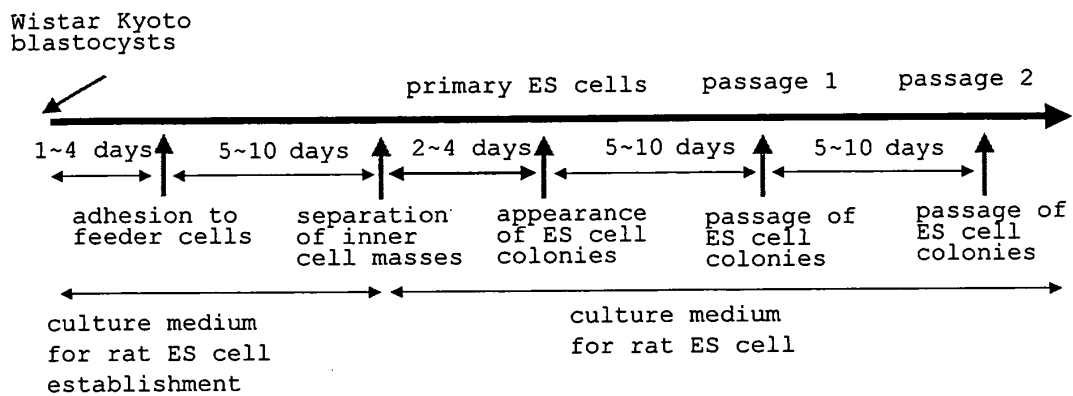 Wistar Kyoto
blastocysts
primary ES cells
passage 1
passage 2
1~4 days
5~10 days
2~4 days
5~10 days
5~10 days
adhesion to
feeder cells
separation
of inner
cell masses
appearance
of ES cell
colonies
passage of
ES cell
colonies
passage of
ES cell
colonies
culture medium
for rat ES cell
establishment
culture medium
for rat ES cell